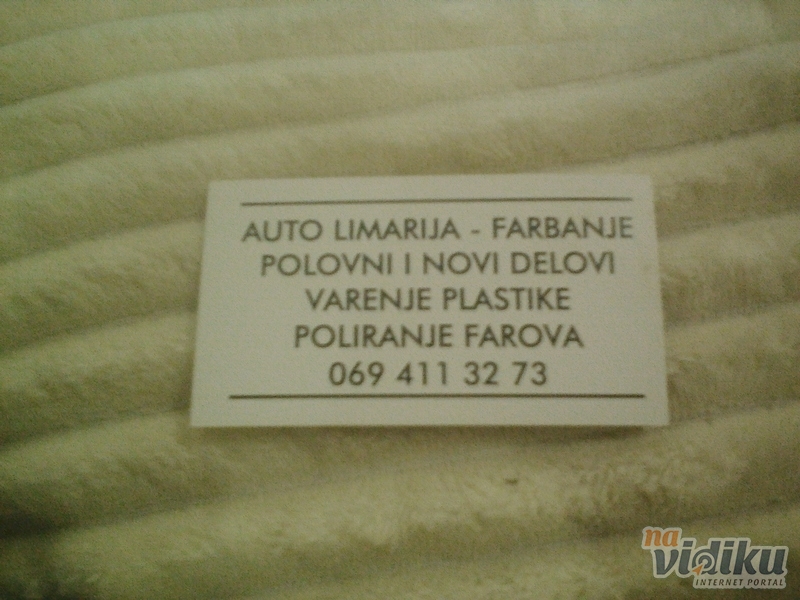 AUTO LIMARIJA - FARBANJE
POLOVNI I NOVI DELOVI
VARENJE PLASTIKE
POLIRANJE FAROVA
069 411 32 73
na
vidiku
INTERNET PORTAL